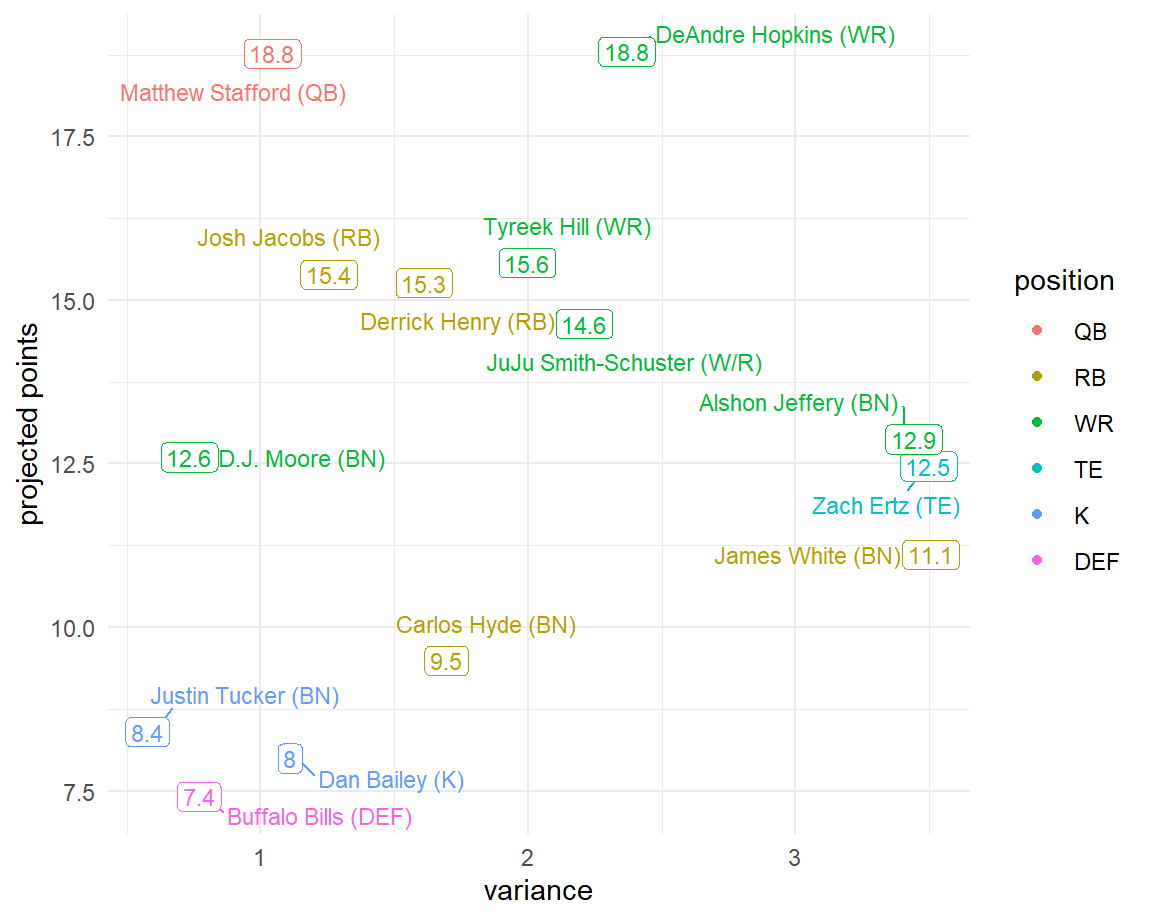 DeAndre Hopkins (WR)
18.8
18.8
Matthew Stafford (QB)
17.5
Tyreek Hill (WR)
Josh Jacobs (RB)
15.6
15.4
15.3
15.0
Derrick Henry (RB)
14.6
JuJu Smith-Schuster (W/R)
Alshon Jeffery (BN)
12.9
12.6
D.J. Moore (BN)
12.5
12.5
Zach Ertz (TE)
James White (BN)
11.1
10.0
Carlos Hyde (BN)
9.5
Justin Tucker (BN)
8.4
8
Dan Bailey (K)
7.5
7.4
Buffalo Bills (DEF)
1
2
3
variance
projected points
position
QB
RB
WR
TE
K
DEF